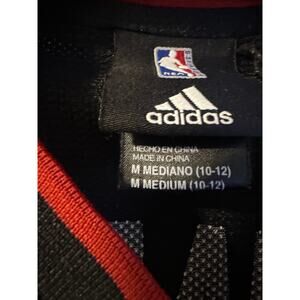 adidas
HECHO EN CHINA
MADE IN CHINA
M MEDIANO (10-12)
M MEDIUM (10-12)